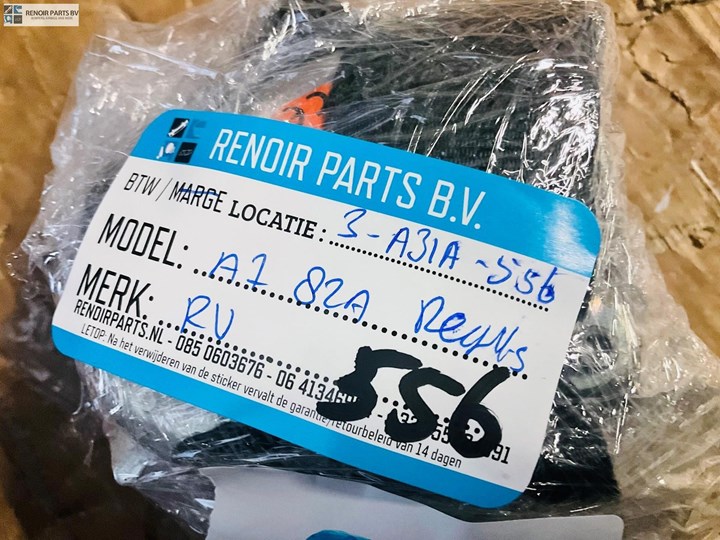 RENOIR PARTS BV
RENOIR PARTS B.V.
BTW / MARGE LOCATIE: 3-A31A-556
MODEL: A1 82A Rechts
MERK: RV
RENOIRPARTS.NL - 085 0603676 - 06 4134
LETOP: Na het verwijderen van de sticker vervalt de garantie/retourbeleid van 14 dagen
556